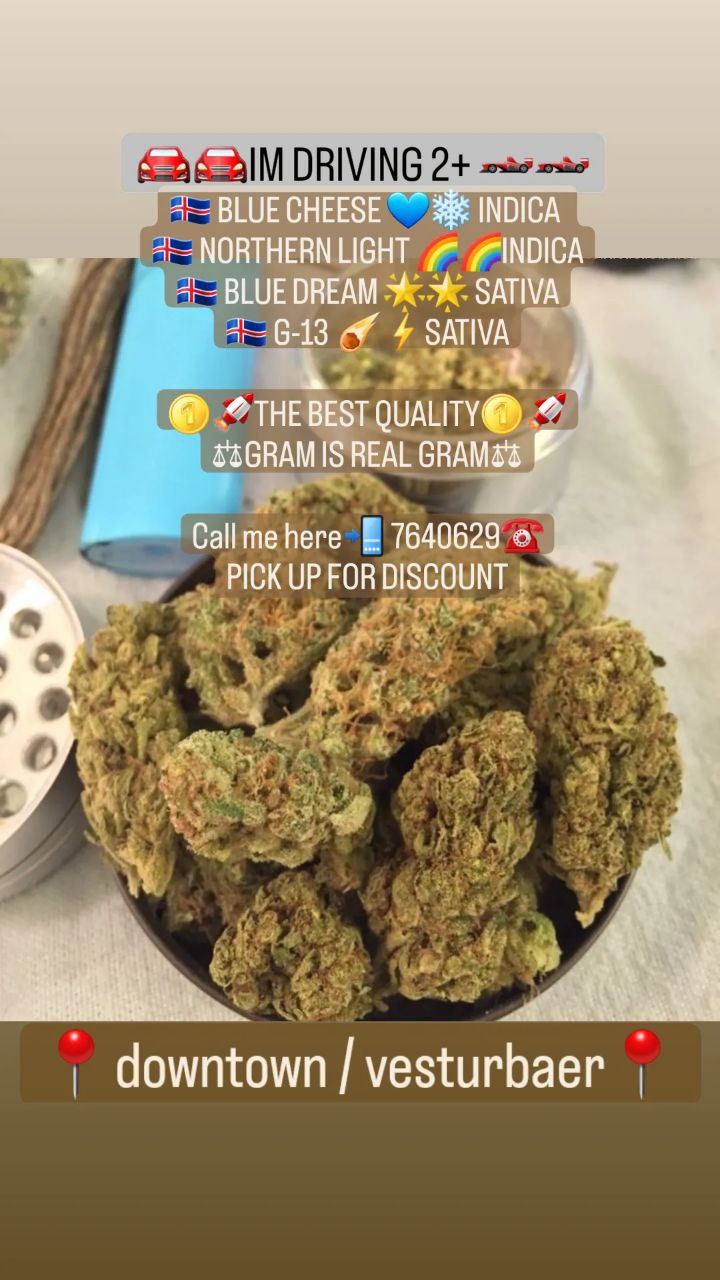 🚘🚘IM DRIVING 2+ 🏎️🏎️
🇮🇸 BLUE CHEESE 💙❄️ INDICA
🇮🇸 NORTHERN LIGHT 🌈🌈INDICA
🇮🇸 BLUE DREAM 🌟🌟 SATIVA
🇮🇸 G-13 ☄️⚡ SATIVA
🥇🚀THE BEST QUALITY🥇🚀
⚖️GRAM IS REAL GRAM⚖️
Call me here📲 7640629☎️
PICK UP FOR DISCOUNT
📍 downtown / vesturbaer 📍